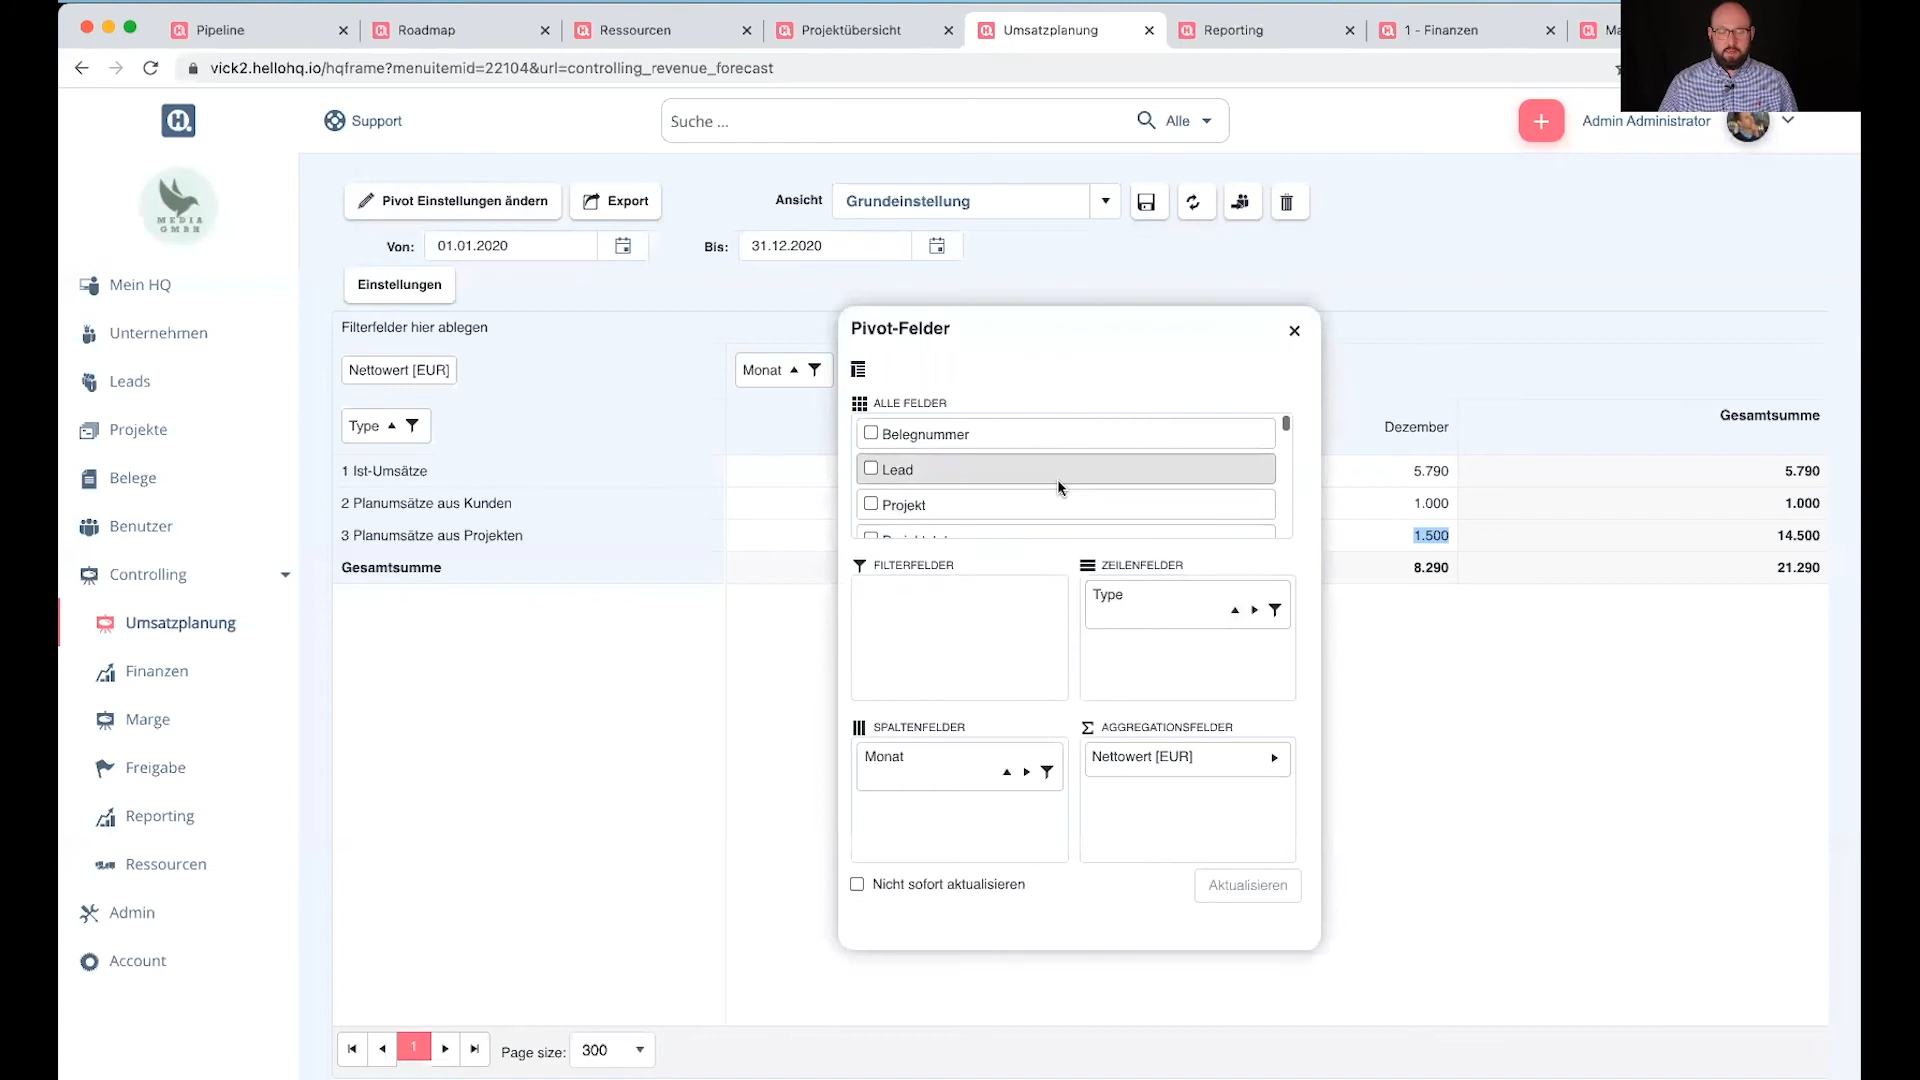 Pipeline
Roadmap
Ressourcen
Projektübersicht
Umsatzplanung
Reporting
1 - Finanzen
vick2.hellohq.io/hqframe?menuitemid=22104&url=controlling_revenue_forecast
Support
Suche ...
Alle
Admin Administrator
MEDIA
GMBH
Mein HQ
Unternehmen
Leads
Projekte
Belege
Benutzer
Controlling
Umsatzplanung
Finanzen
Marge
Freigabe
Reporting
Ressourcen
Admin
Account
Pivot Einstellungen ändern
Export
Ansicht
Grundeinstellung
Von:
01.01.2020
Bis:
31.12.2020
Einstellungen
Filterfelder hier ablegen
Nettowert [EUR]
Monat
Type
Dezember
Gesamtsumme
1 Ist-Umsätze
5.790
5.790
2 Planumsätze aus Kunden
1.000
1.000
3 Planumsätze aus Projekten
1.500
14.500
Gesamtsumme
8.290
21.290
Pivot-Felder
ALLE FELDER
Belegnummer
Lead
Projekt
FILTERFELDER
ZEILENFELDER
Type
SPALTENFELDER
AGGREGATIONSFELDER
Monat
Nettowert [EUR]
Nicht sofort aktualisieren
Aktualisieren
1
Page size:
300